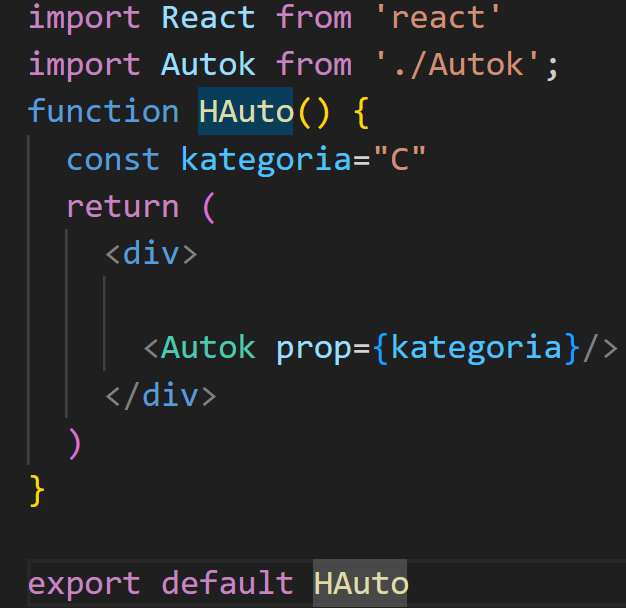 import React from 'react'
import Autok from './Autok';
function HAuto() {
const kategoria="C"
return (
<div>
<Autok prop={kategoria}/>
</div>
)
}
export default HAuto